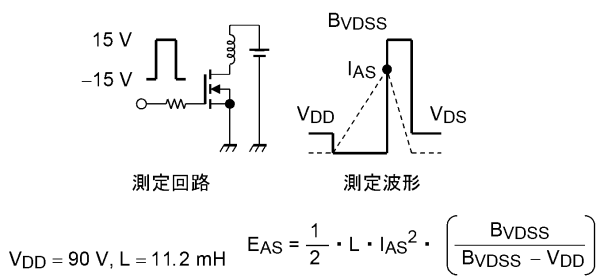 15 V
−15 V
BVDSS
IAS
VDD
VDS
測定回路
測定波形
VDD = 90 V, L = 11.2 mH
EAS = 1/2 · L · IAS² · (BVDSS / (BVDSS − VDD))